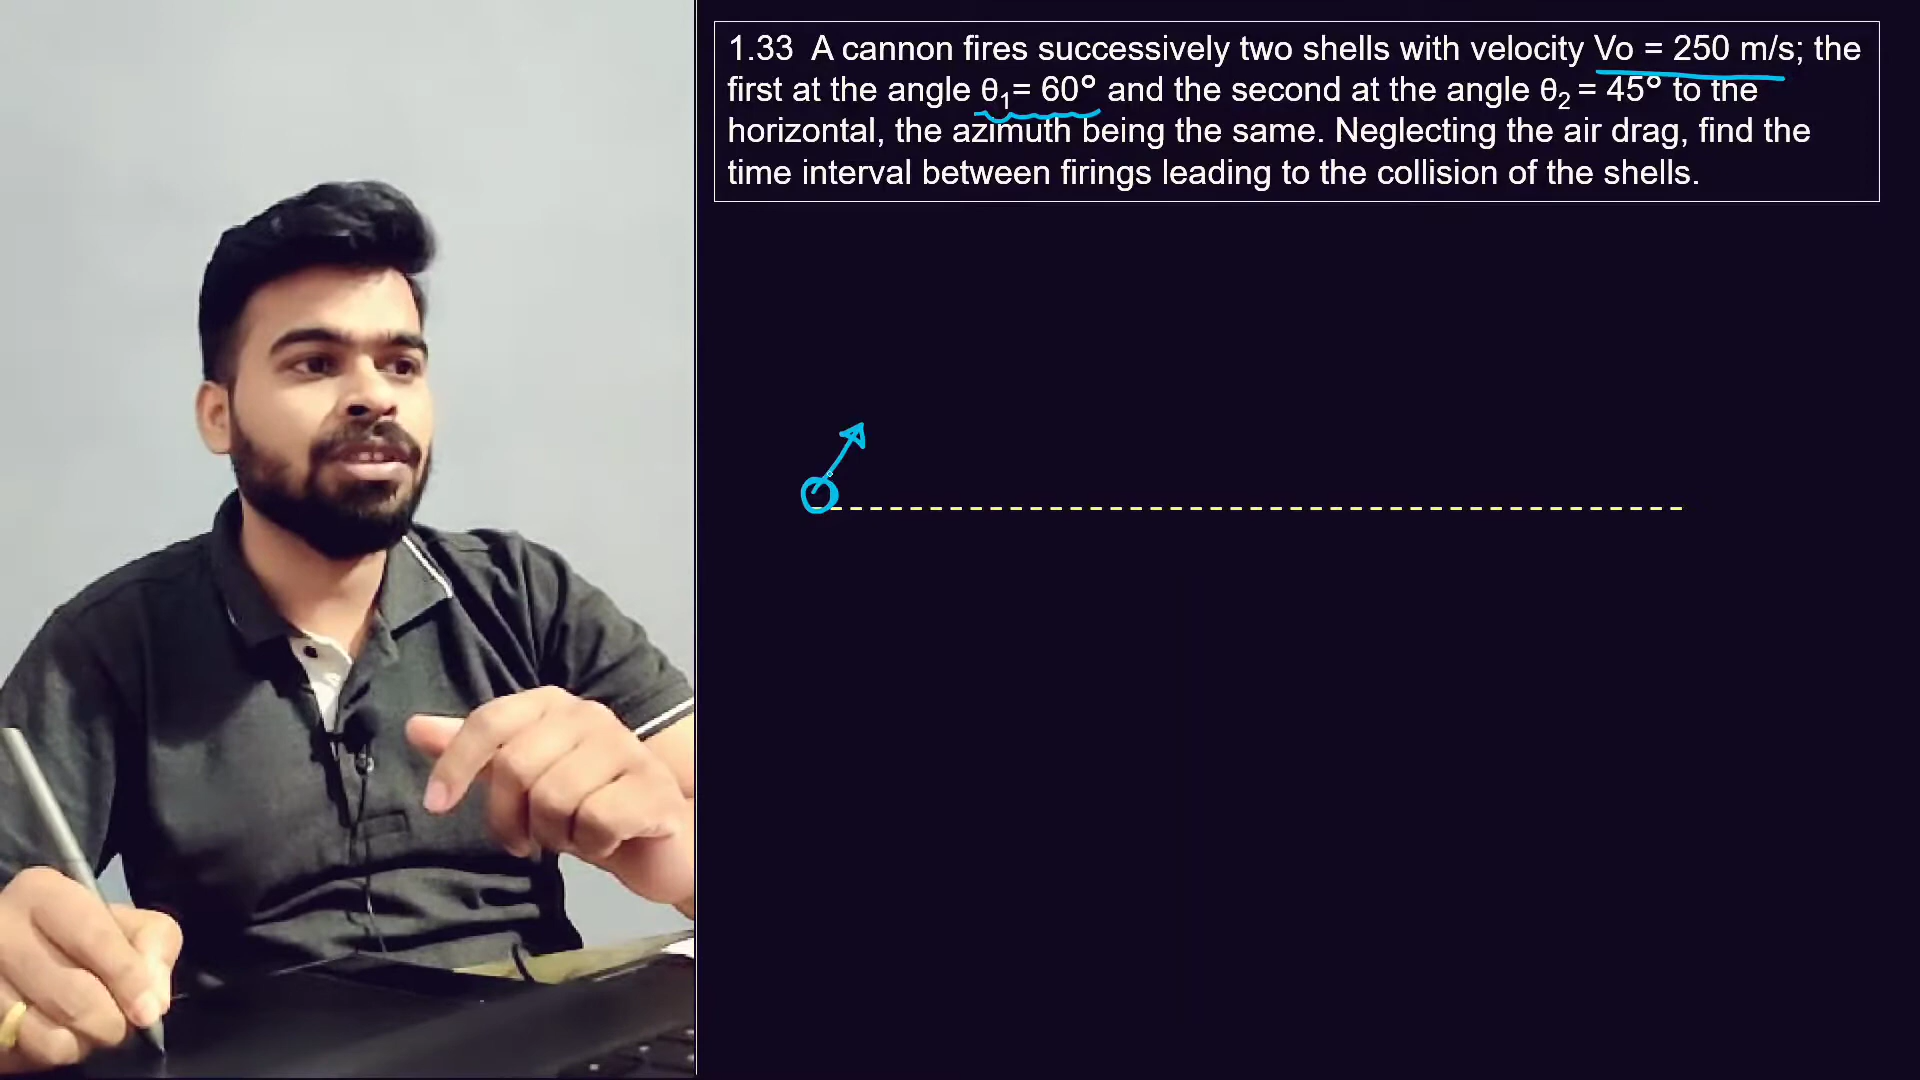 1.33 A cannon fires successively two shells with velocity Vo = 250 m/s; the
first at the angle θ₁= 60º and the second at the angle θ₂ = 45º to the
horizontal, the azimuth being the same. Neglecting the air drag, find the
time interval between firings leading to the collision of the shells.